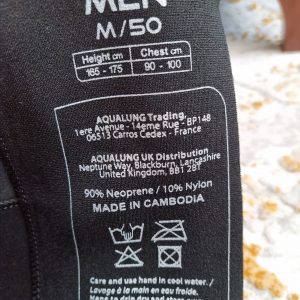 MEN
M/50
Height cm Chest cm
165 - 175 90 - 100
AQUALUNG Trading,
1ere Avenue - 14eme Rue - BP148
06513 Carros Cedex - France
AQUALUNG UK Distribution
Neptune Way, Blackburn, Lancashire
United Kingdom, BB1 2BT
90% Neoprene / 10% Nylon
MADE IN CAMBODIA
Care and use hand in cool water./
Lavage à la main en eau froide.